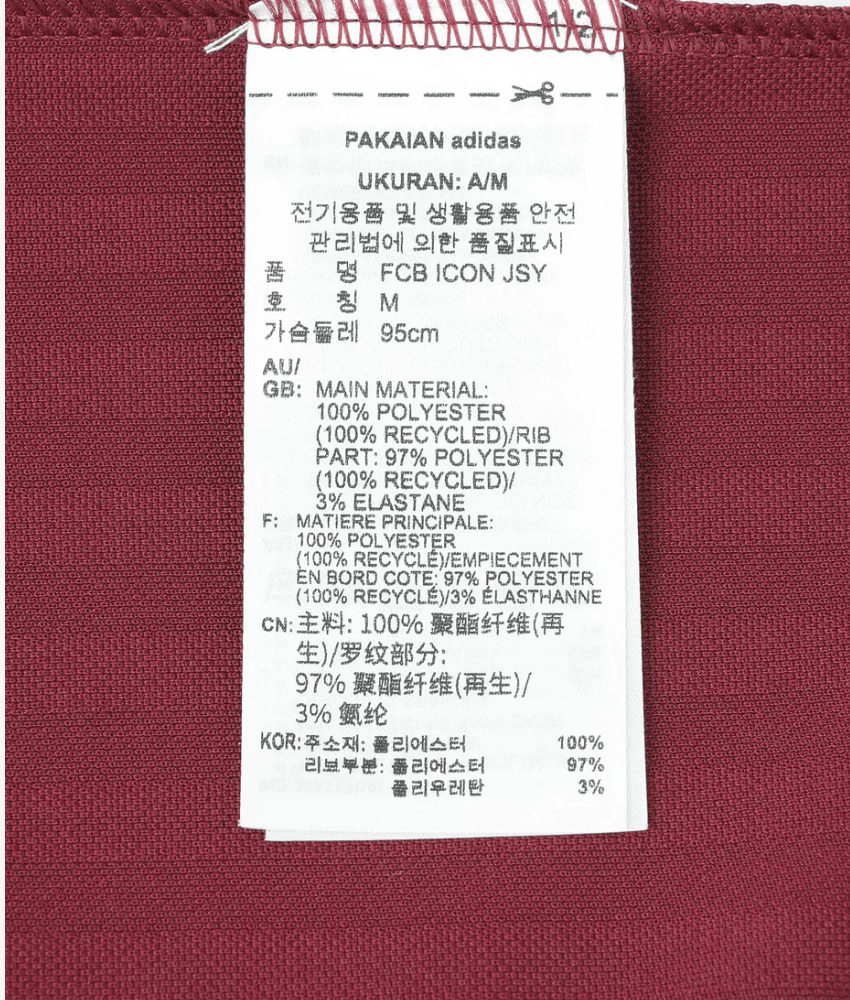 1/2
PAKAIAN adidas
UKURAN: A/M
전기용품 및 생활용품 안전
관리법에 의한 품질표시
품 명 FCB ICON JSY
호 칭 M
가슴둘레 95cm
AU/
GB: MAIN MATERIAL:
100% POLYESTER
(100% RECYCLED)/RIB
PART: 97% POLYESTER
(100% RECYCLED)/
3% ELASTANE
F: MATIERE PRINCIPALE:
100% POLYESTER
(100% RECYCLÉ)/EMPIECEMENT
EN BORD COTE: 97% POLYESTER
(100% RECYCLÉ)/3% ÉLASTHANNE
CN: 主料: 100% 聚酯纤维(再
生)/罗纹部分:
97% 聚酯纤维(再生)/
3% 氨纶
KOR: 주소재: 폴리에스터 100%
리브부분: 폴리에스터 97%
폴리우레탄 3%